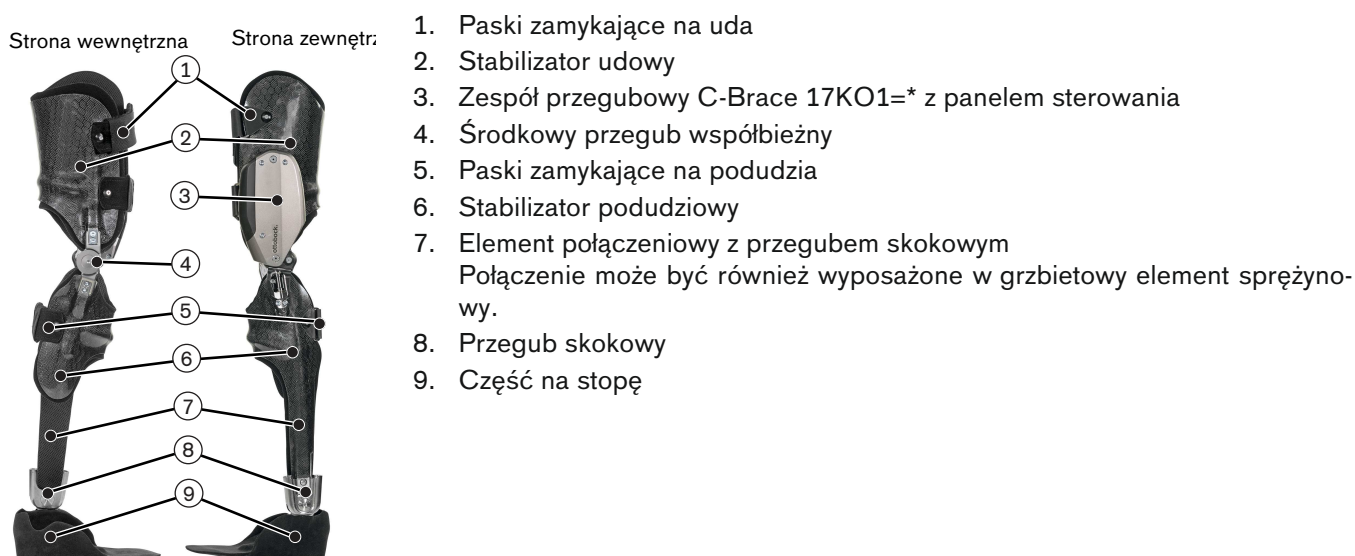 Strona wewnętrzna
Strona zewnętrz
1
2
3
4
5
6
7
8
9
ottobock.
1. Paski zamykające na uda
2. Stabilizator udowy
3. Zespół przegubowy C-Brace 17KO1=* z panelem sterowania
4. Środkowy przegub współbieżny
5. Paski zamykające na podudzia
6. Stabilizator podudziowy
7. Element połączeniowy z przegubem skokowym
Połączenie może być również wyposażone w grzbietowy element sprężyno-
wy.
8. Przegub skokowy
9. Część na stopę